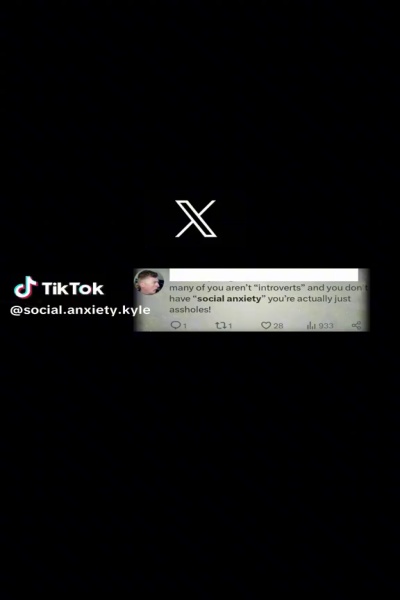 X
TikTok
@social.anxiety.kyle
many of you aren't "introverts" and you don't
have "social anxiety" you're actually just
assholes!
1 1 28 933